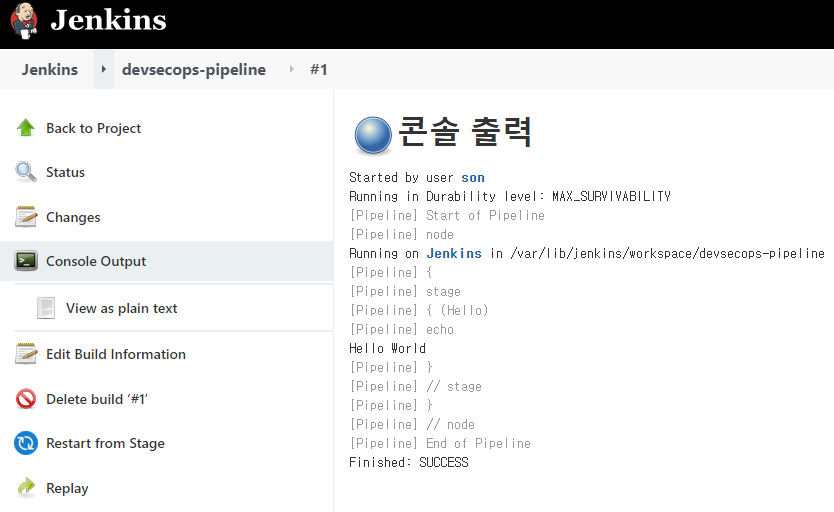 Jenkins
Jenkins devsecops-pipeline #1
Back to Project
Status
Changes
Console Output
View as plain text
Edit Build Information
Delete build ‘#1’
Restart from Stage
Replay
콘솔 출력
Started by user son
Running in Durability level: MAX_SURVIVABILITY
[Pipeline] Start of Pipeline
[Pipeline] node
Running on Jenkins in /var/lib/jenkins/workspace/devsecops-pipeline
[Pipeline] {
[Pipeline] stage
[Pipeline] { (Hello)
[Pipeline] echo
Hello World
[Pipeline] }
[Pipeline] // stage
[Pipeline] }
[Pipeline] // node
[Pipeline] End of Pipeline
Finished: SUCCESS